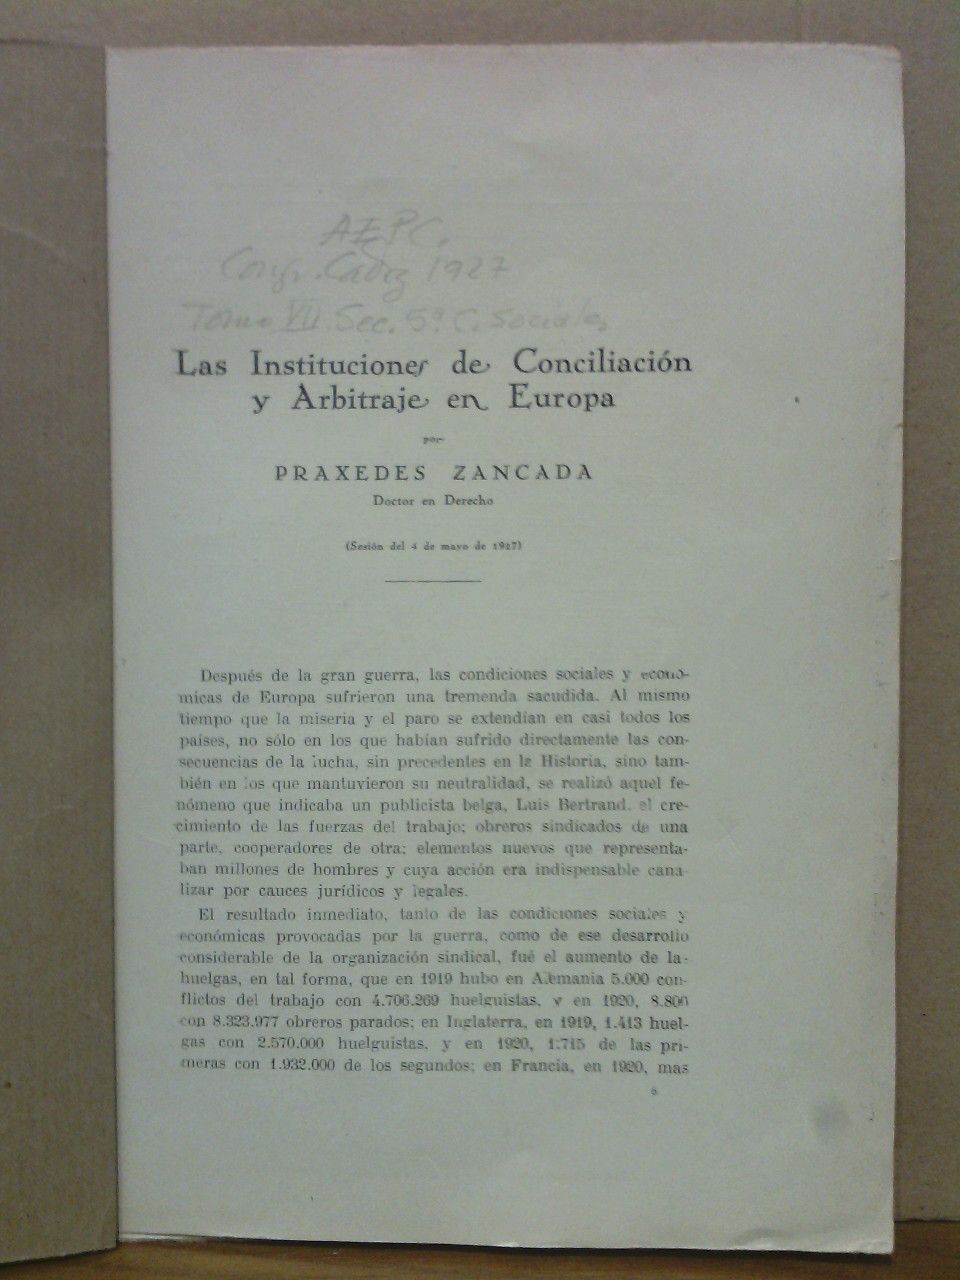 AEPC.
Congr. Cádiz 1927
Tomo VII. Sec. 5ª C. Sociales
Las Instituciones de Conciliación
y Arbitraje en Europa
por
PRAXEDES ZANCADA
Doctor en Derecho
(Sesión del 4 de mayo de 1927)
Después de la gran guerra, las condiciones sociales y econó-
micas de Europa sufrieron una tremenda sacudida. Al mismo
tiempo que la miseria y el paro se extendían en casi todos los
países, no sólo en los que habían sufrido directamente las con-
secuencias de la lucha, sin precedentes en la Historia, sino tam-
bién en los que mantuvieron su neutralidad, se realizó aquel fe-
nómeno que indicaba un publicista belga, Luis Bertrand. el cre-
cimiento de las fuerzas del trabajo; obreros sindicados de una
parte, cooperadores de otra; elementos nuevos que representa-
ban millones de hombres y cuya acción era indispensable cana-
lizar por cauces jurídicos y legales.
El resultado inmediato, tanto de las condiciones sociales y
económicas provocadas por la guerra, como de ese desarrollo
considerable de la organización sindical, fué el aumento de las
huelgas, en tal forma, que en 1919 hubo en Alemania 5.000 con-
flictos del trabajo con 4.706.269 huelguistas, y en 1920, 8.800
con 8.323.977 obreros parados; en Inglaterra, en 1919, 1.413 huel-
gas con 2.570.000 huelguistas, y en 1920, 1.715 de las pri-
meras con 1.932.000 de los segundos; en Francia, en 1920, mas